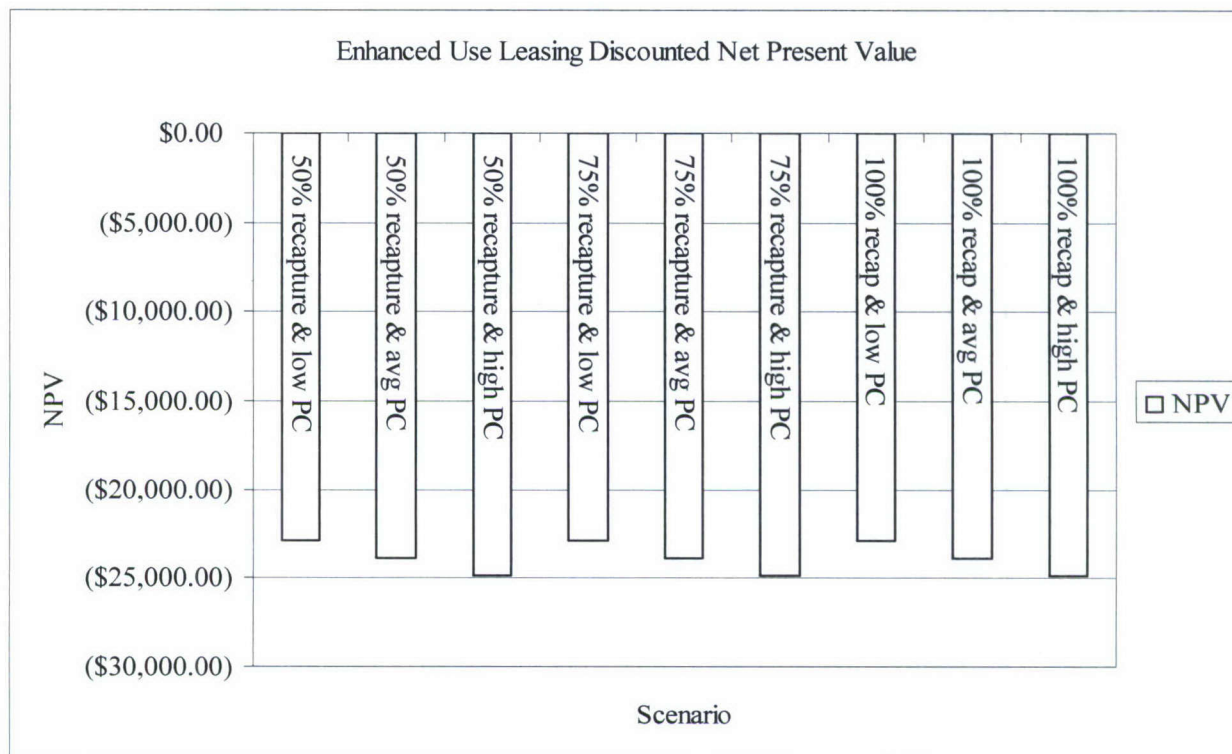 Enhanced Use Leasing Discounted Net Present Value
$0.00
($5,000.00)
($10,000.00)
($15,000.00)
($20,000.00)
($25,000.00)
($30,000.00)
NPV
50% recapture & low PC
50% recapture & avg PC
50% recapture & high PC
75% recapture & low PC
75% recapture & avg PC
75% recapture & high PC
100% recap & low PC
100% recap & avg PC
100% recap & high PC
NPV
Scenario